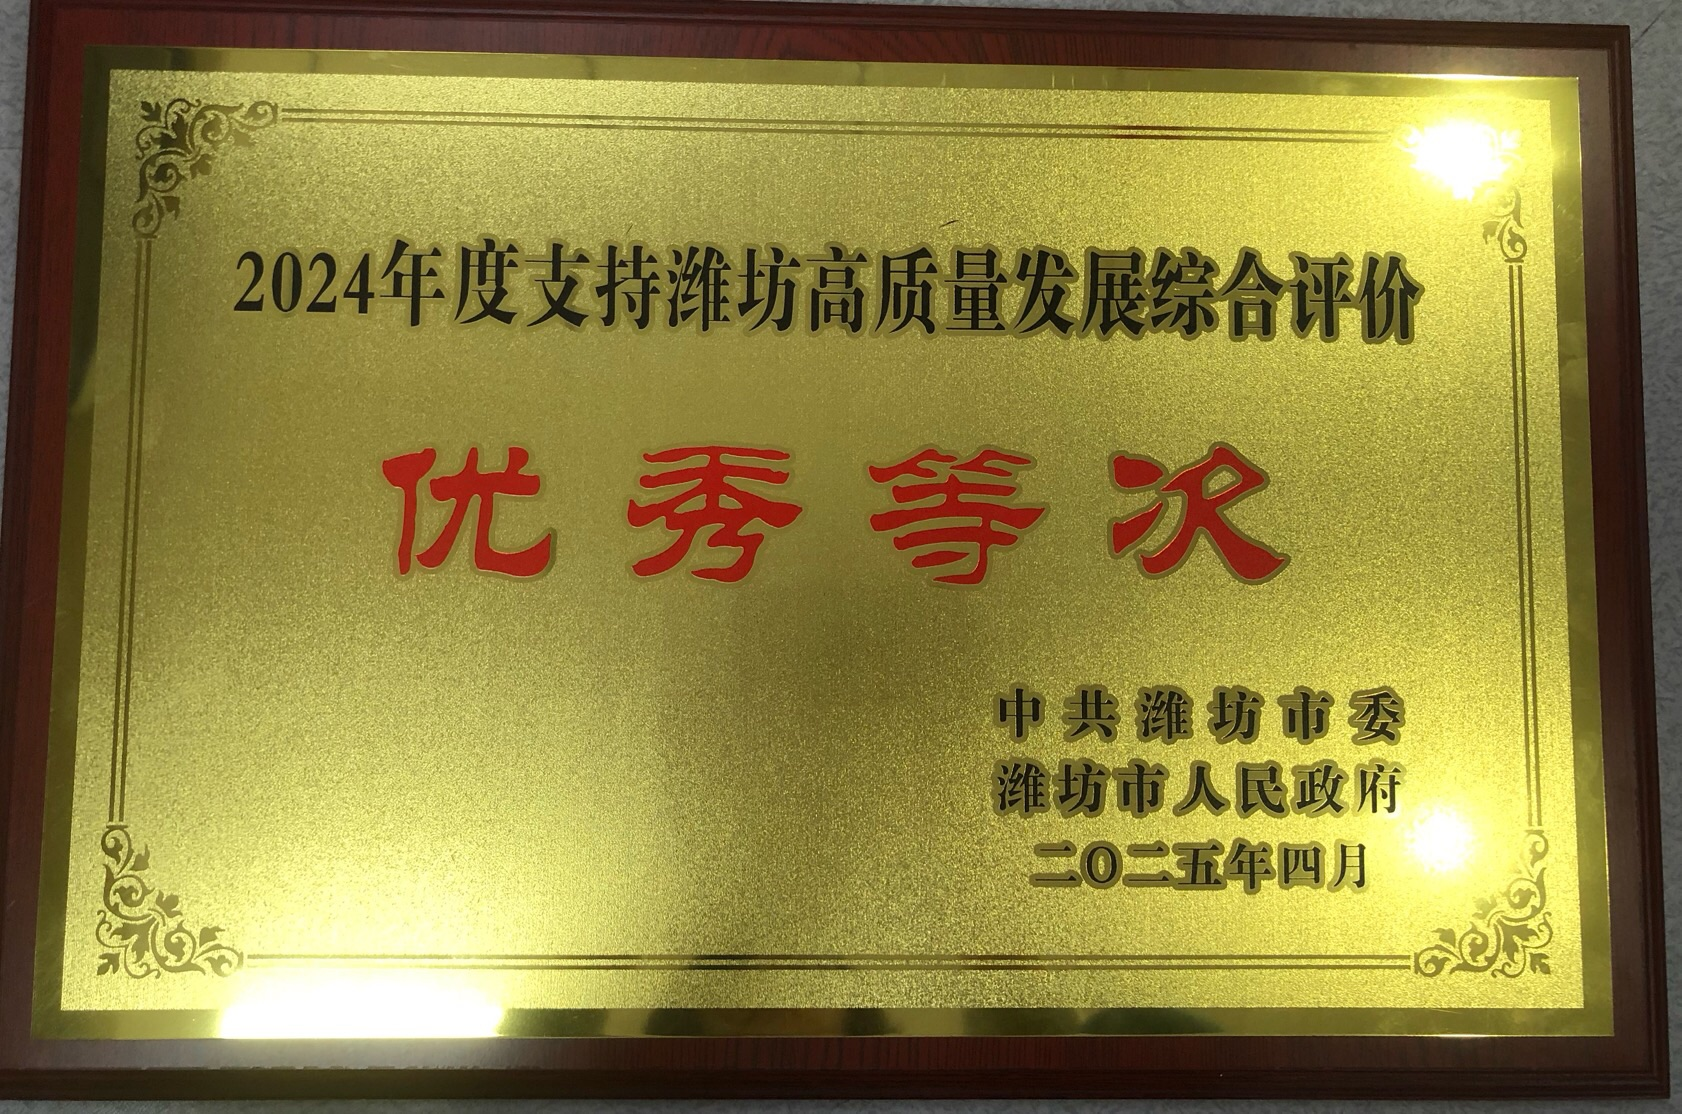 2024年度支持潍坊高质量发展综合评价
优秀等次
中共潍坊市委
潍坊市人民政府
二〇二五年四月